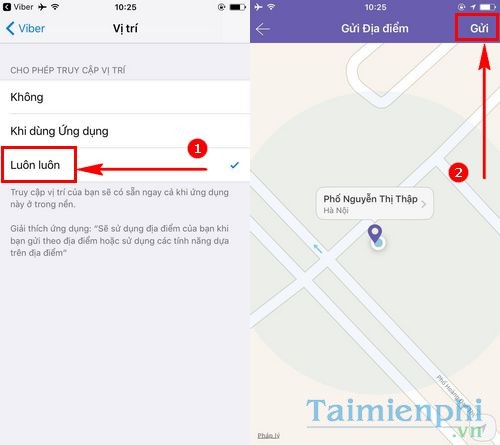 Viber
10:25
Viber
Vị trí
CHO PHÉP TRUY CẬP VỊ TRÍ
Không
Khi dùng Ứng dụng
Luôn luôn
1
Truy cập vị trí của bạn sẽ có sẵn ngay cả khi ứng dụng
này ở trong nền.
Giải thích ứng dụng: “Sẽ sử dụng địa điểm của bạn khi
bạn gửi theo địa điểm hoặc sử dụng các tính năng dựa
trên địa điểm”
10:25
Gửi Địa điểm
Gửi
2
Phố Nguyễn Thị Thập
Hà Nội
Pháp lý
Taimienphi
.vn